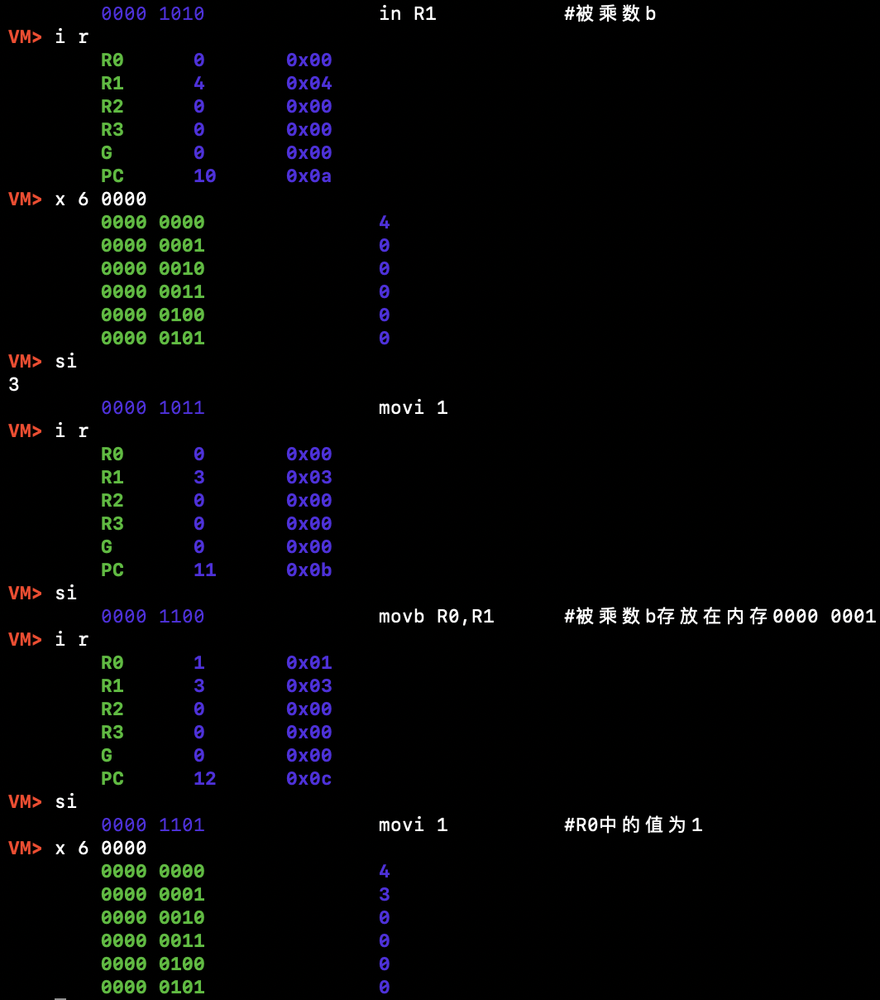 0000 1010 in R1 #被乘数b
VM> i r
R0 0 0x00
R1 4 0x04
R2 0 0x00
R3 0 0x00
G 0 0x00
PC 10 0x0a
VM> x 6 0000
0000 0000 4
0000 0001 0
0000 0010 0
0000 0011 0
0000 0100 0
0000 0101 0
VM> si
3
0000 1011 movi 1
VM> i r
R0 0 0x00
R1 3 0x03
R2 0 0x00
R3 0 0x00
G 0 0x00
PC 11 0x0b
VM> si
0000 1100 movb R0,R1 #被乘数b存放在内存0000 0001
VM> i r
R0 1 0x01
R1 3 0x03
R2 0 0x00
R3 0 0x00
G 0 0x00
PC 12 0x0c
VM> si
0000 1101 movi 1 #R0中的值为1
VM> x 6 0000
0000 0000 4
0000 0001 3
0000 0010 0
0000 0011 0
0000 0100 0
0000 0101 0